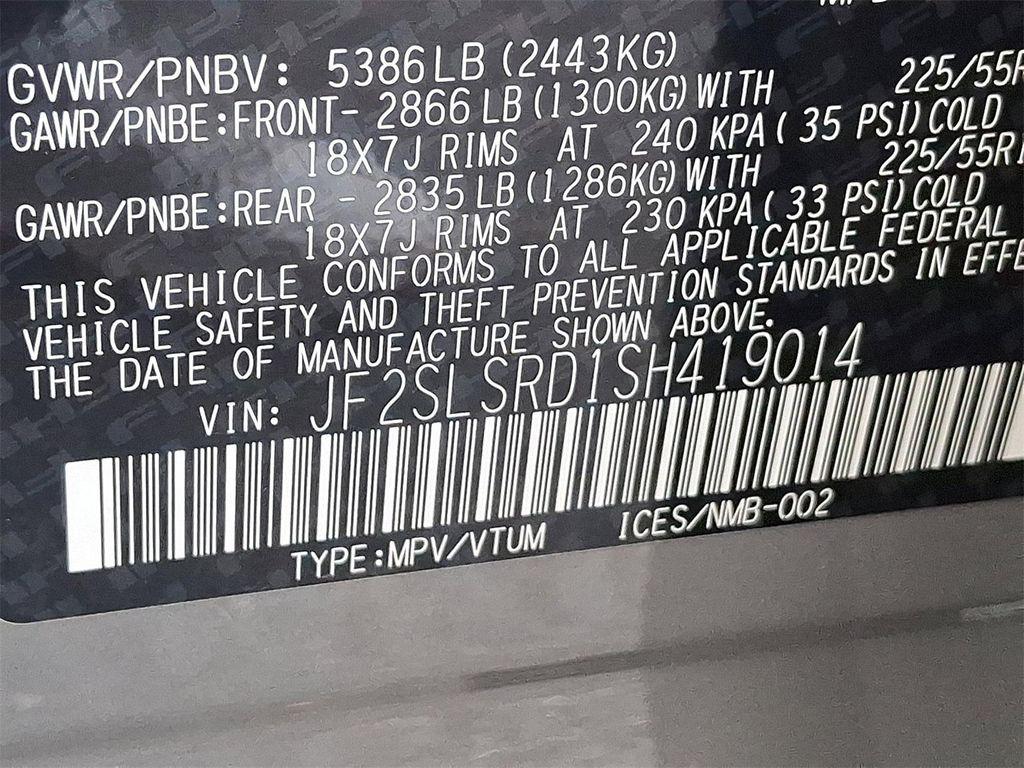 GVWR/PNBV: 5386LB (2443KG)
GAWR/PNBE:FRONT- 2866 LB(1300KG)WITH 225/55R
18X7J RIMS AT 240 KPA( 35 PSI)COLD
GAWR/PNBE:REAR - 2835 LB(1286KG)WITH 225/55R1
18X7J RIMS AT 230 KPA( 33 PSI)COLD
THIS VEHICLE CONFORMS TO ALL APPLICABLE FEDERAL
VEHICLE SAFETY AND THEFT PREVENTION STANDARDS IN EFFE
THE DATE OF MANUFACTURE SHOWN ABOVE.
VIN: JF2SLSRD1SH419014
TYPE:MPV/VTUM ICES/NMB-002